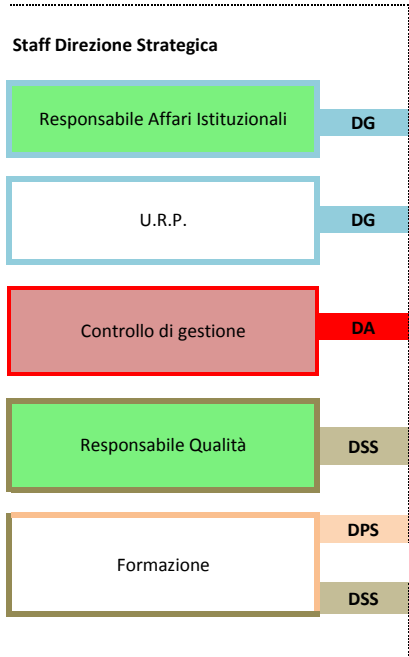 Staff Direzione Strategica
Responsabile Affari Istituzionali
DG
U.R.P.
DG
Controllo di gestione
DA
Responsabile Qualità
DSS
DPS
Formazione
DSS